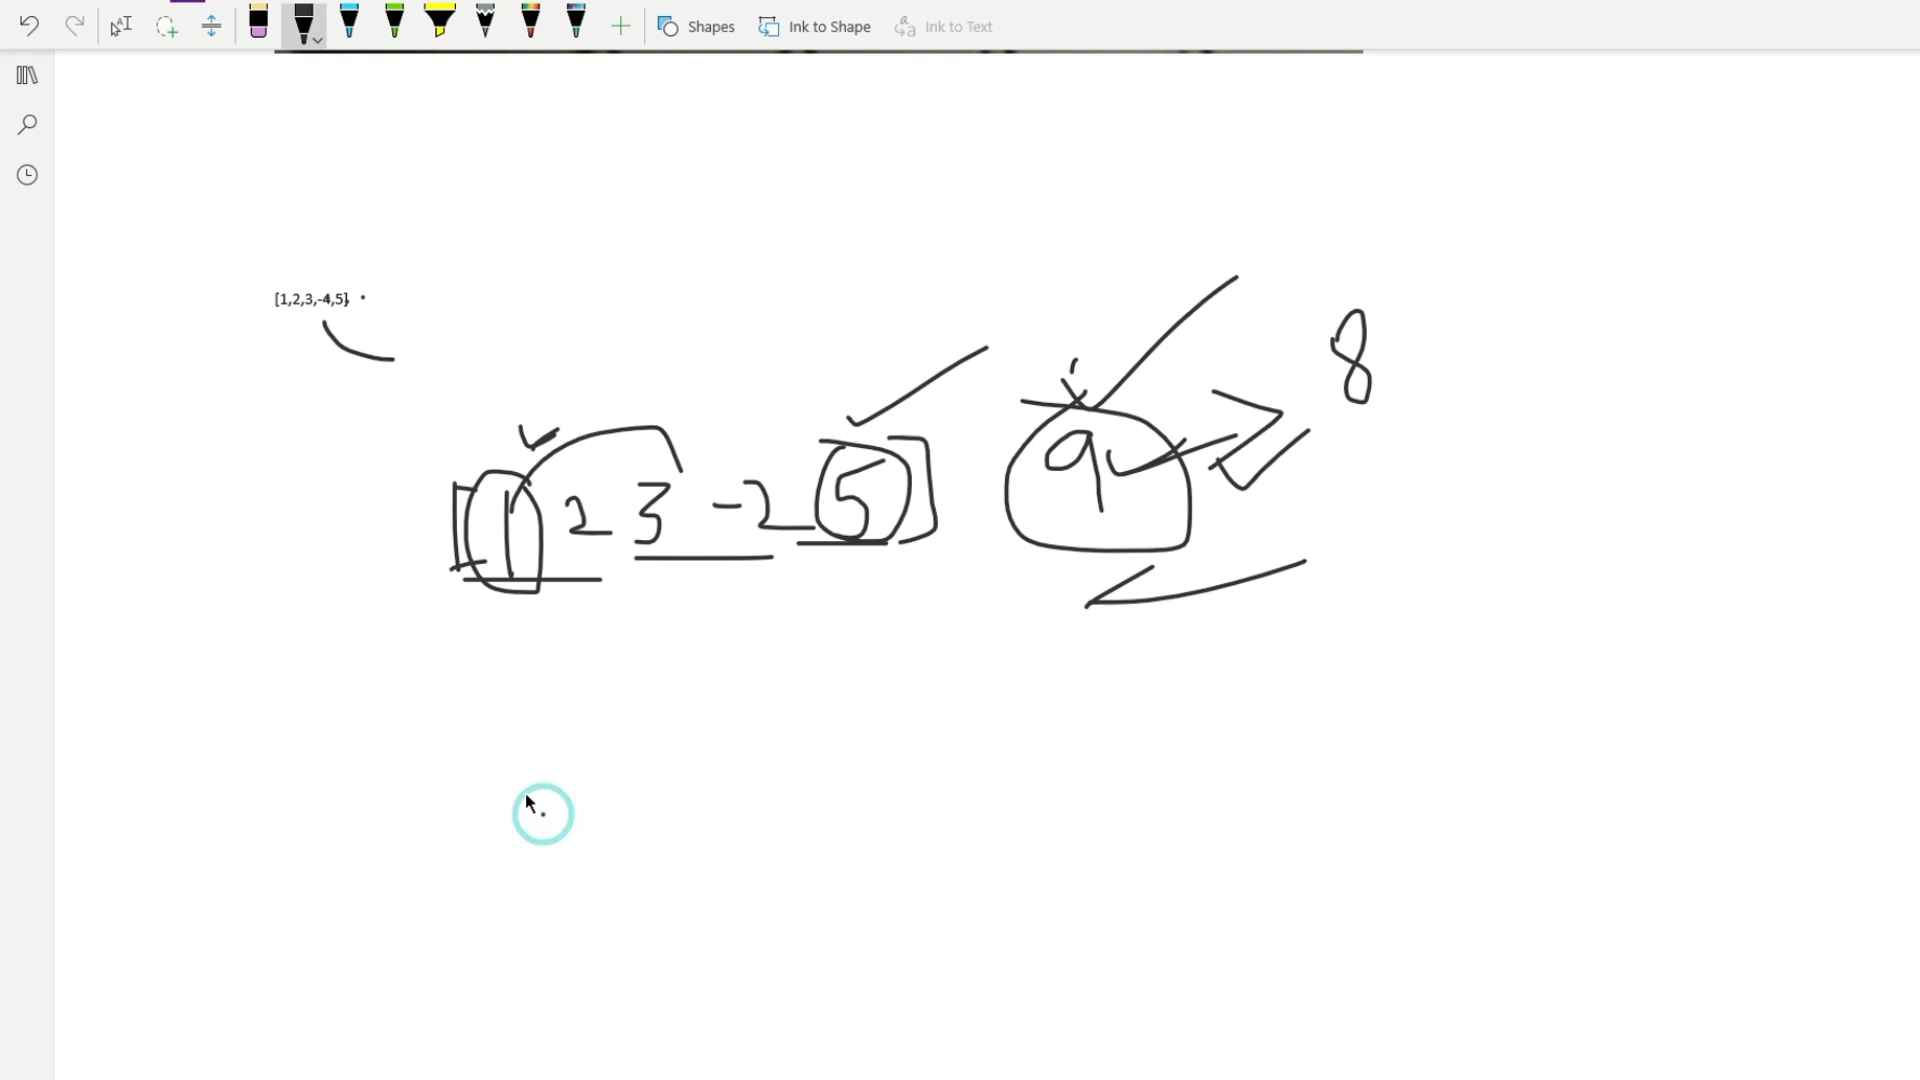 Shapes Ink to Shape Ink to Text
[1,2,3,-4,5]
8
[1 2 3 -2 5] 9